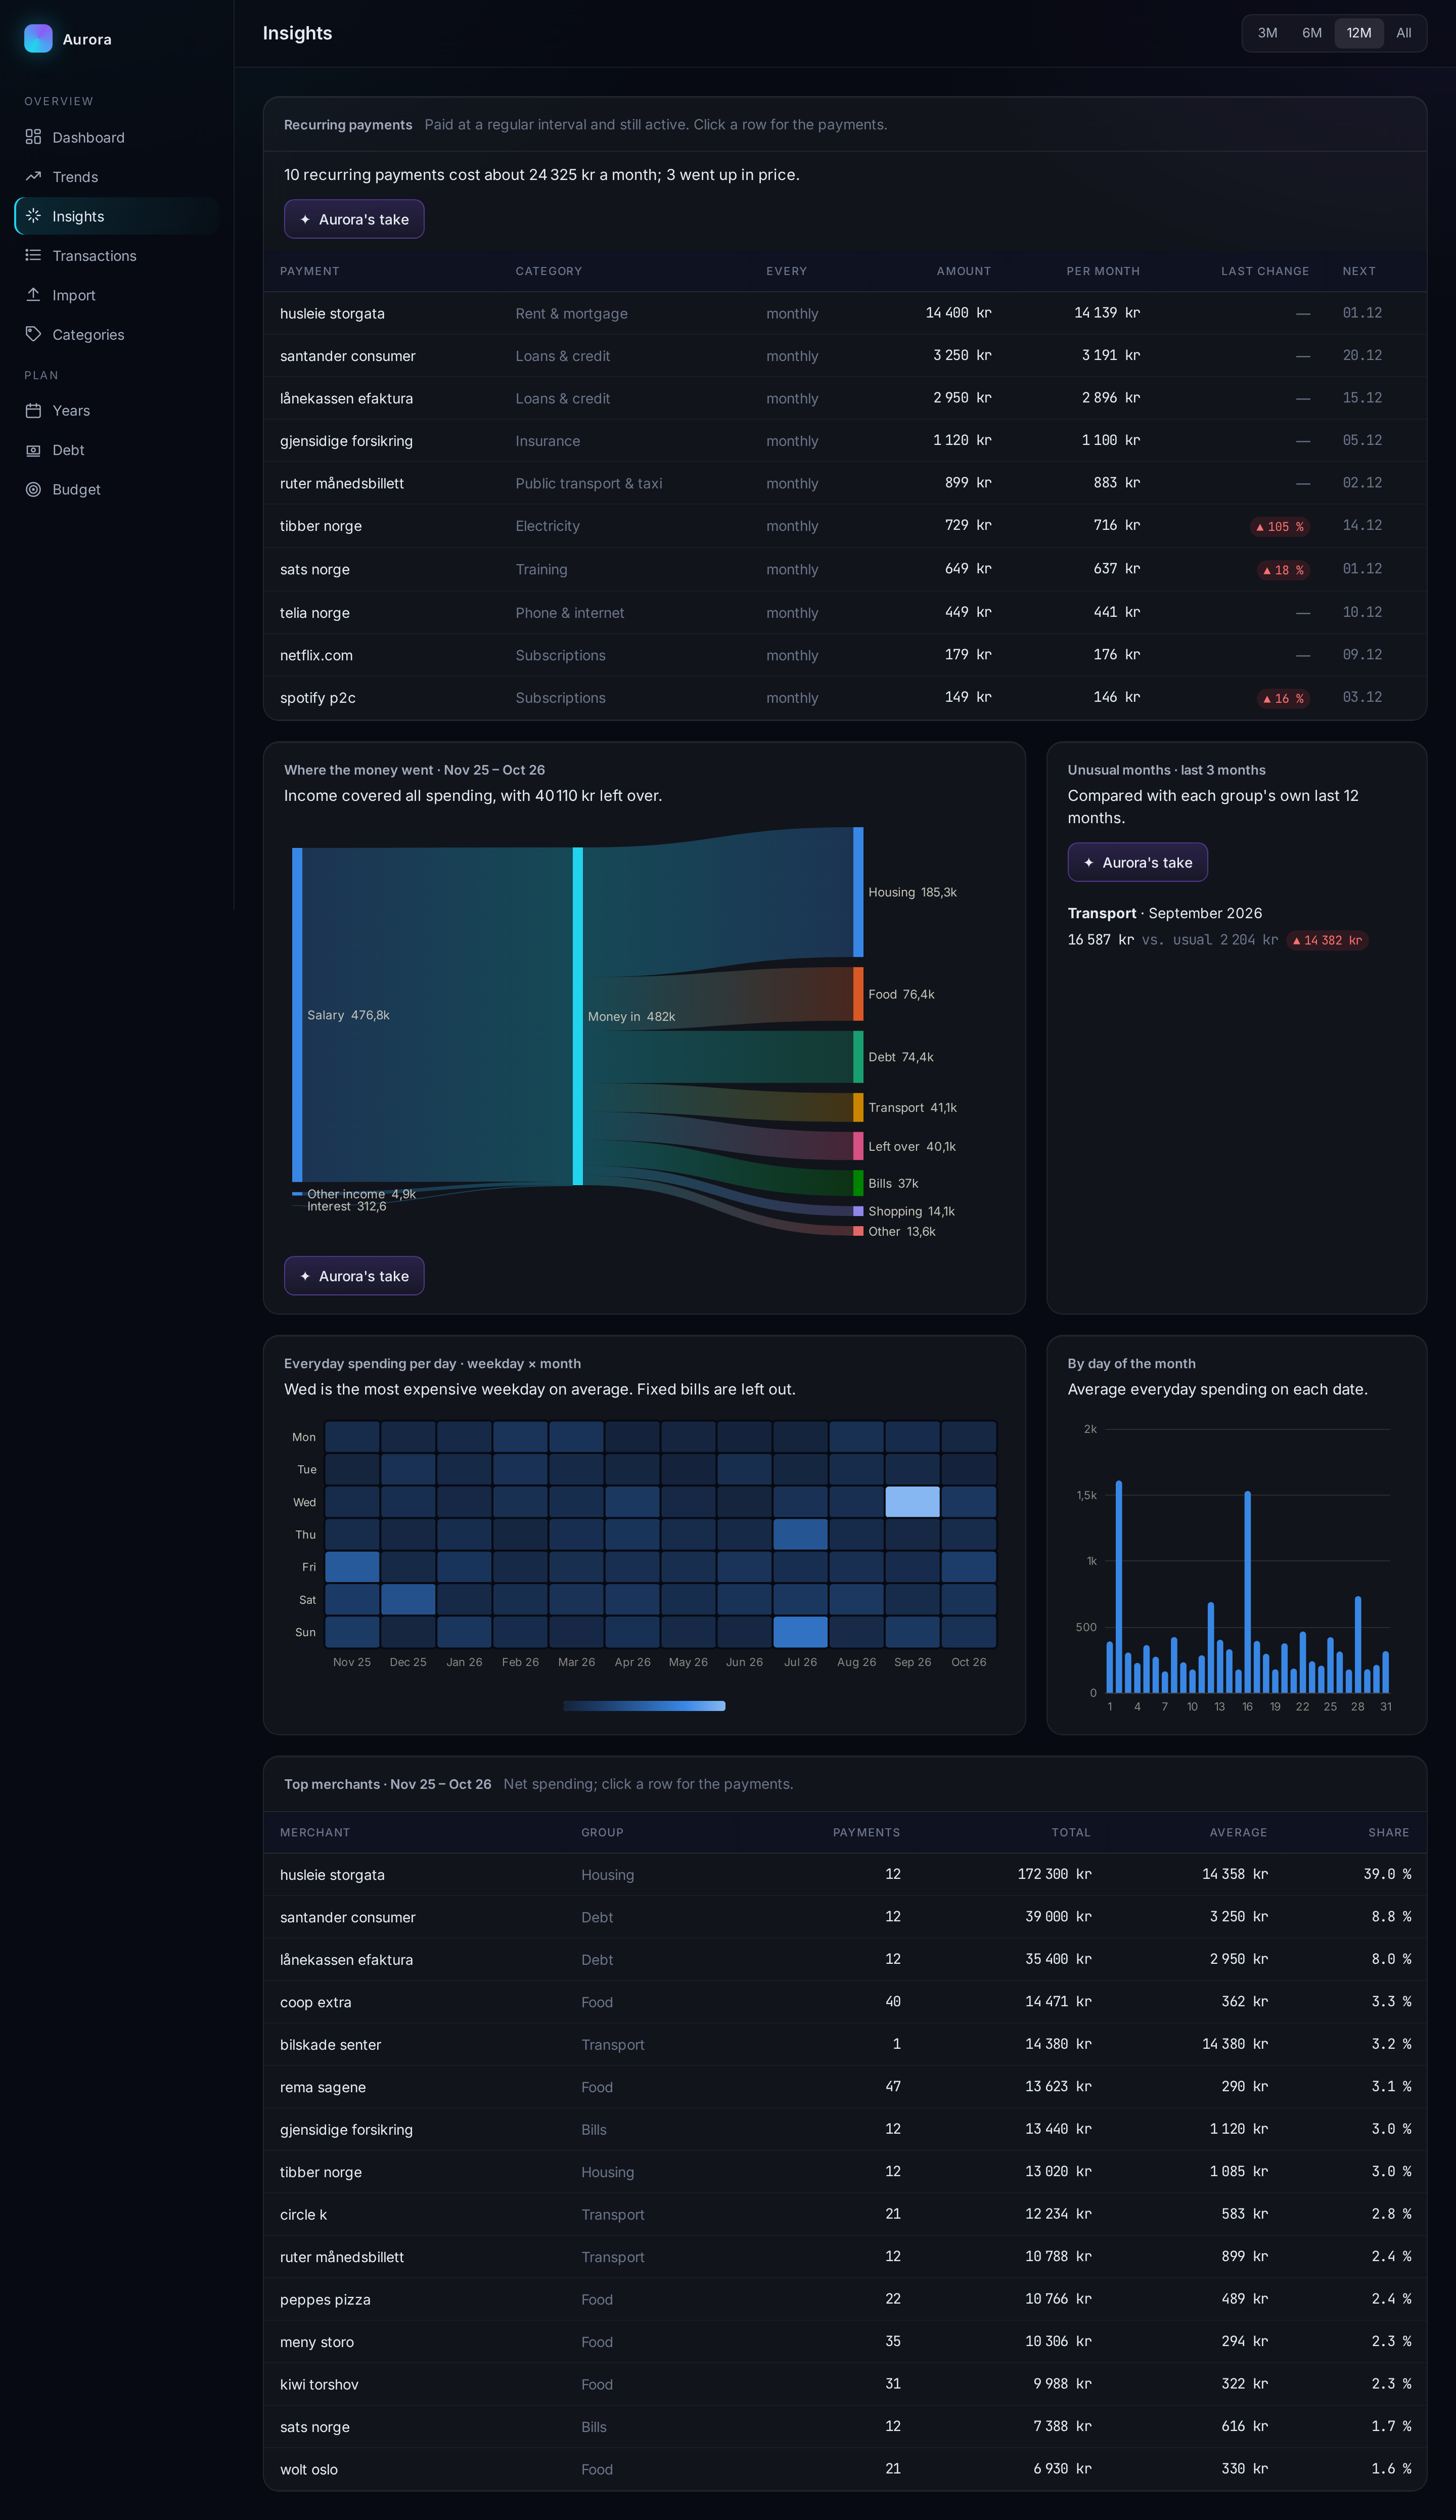 Aurora
OVERVIEW
Dashboard
Trends
Insights
Transactions
Import
Categories
PLAN
Years
Debt
Budget
Insights
3M 6M 12M All
Recurring payments Paid at a regular interval and still active. Click a row for the payments.
10 recurring payments cost about 24 325 kr a month; 3 went up in price.
✦ Aurora's take
PAYMENT CATEGORY EVERY AMOUNT PER MONTH LAST CHANGE NEXT
husleie storgata Rent & mortgage monthly 14 400 kr 14 139 kr — 01.12
santander consumer Loans & credit monthly 3 250 kr 3 191 kr — 20.12
lånekassen efaktura Loans & credit monthly 2 950 kr 2 896 kr — 15.12
gjensidige forsikring Insurance monthly 1 120 kr 1 100 kr — 05.12
ruter månedsbillett Public transport & taxi monthly 899 kr 883 kr — 02.12
tibber norge Electricity monthly 729 kr 716 kr ▲ 105 % 14.12
sats norge Training monthly 649 kr 637 kr ▲ 18 % 01.12
telia norge Phone & internet monthly 449 kr 441 kr — 10.12
netflix.com Subscriptions monthly 179 kr 176 kr — 09.12
spotify p2c Subscriptions monthly 149 kr 146 kr ▲ 16 % 03.12
Where the money went · Nov 25 – Oct 26
Income covered all spending, with 40 110 kr left over.
Salary 476,8k
Other income 4,9k
Interest 312,6
Money in 482k
Housing 185,3k
Food 76,4k
Debt 74,4k
Transport 41,1k
Left over 40,1k
Bills 37k
Shopping 14,1k
Other 13,6k
✦ Aurora's take
Unusual months · last 3 months
Compared with each group's own last 12
months.
✦ Aurora's take
Transport · September 2026
16 587 kr vs. usual 2 204 kr ▲ 14 382 kr
Everyday spending per day · weekday × month
Wed is the most expensive weekday on average. Fixed bills are left out.
Mon
Tue
Wed
Thu
Fri
Sat
Sun
Nov 25 Dec 25 Jan 26 Feb 26 Mar 26 Apr 26 May 26 Jun 26 Jul 26 Aug 26 Sep 26 Oct 26
By day of the month
Average everyday spending on each date.
2k
1,5k
1k
500
0
1 4 7 10 13 16 19 22 25 28 31
Top merchants · Nov 25 – Oct 26 Net spending; click a row for the payments.
MERCHANT GROUP PAYMENTS TOTAL AVERAGE SHARE
husleie storgata Housing 12 172 300 kr 14 358 kr 39.0 %
santander consumer Debt 12 39 000 kr 3 250 kr 8.8 %
lånekassen efaktura Debt 12 35 400 kr 2 950 kr 8.0 %
coop extra Food 40 14 471 kr 362 kr 3.3 %
bilskade senter Transport 1 14 380 kr 14 380 kr 3.2 %
rema sagene Food 47 13 623 kr 290 kr 3.1 %
gjensidige forsikring Bills 12 13 440 kr 1 120 kr 3.0 %
tibber norge Housing 12 13 020 kr 1 085 kr 3.0 %
circle k Transport 21 12 234 kr 583 kr 2.8 %
ruter månedsbillett Transport 12 10 788 kr 899 kr 2.4 %
peppes pizza Food 22 10 766 kr 489 kr 2.4 %
meny storo Food 35 10 306 kr 294 kr 2.3 %
kiwi torshov Food 31 9 988 kr 322 kr 2.3 %
sats norge Bills 12 7 388 kr 616 kr 1.7 %
wolt oslo Food 21 6 930 kr 330 kr 1.6 %